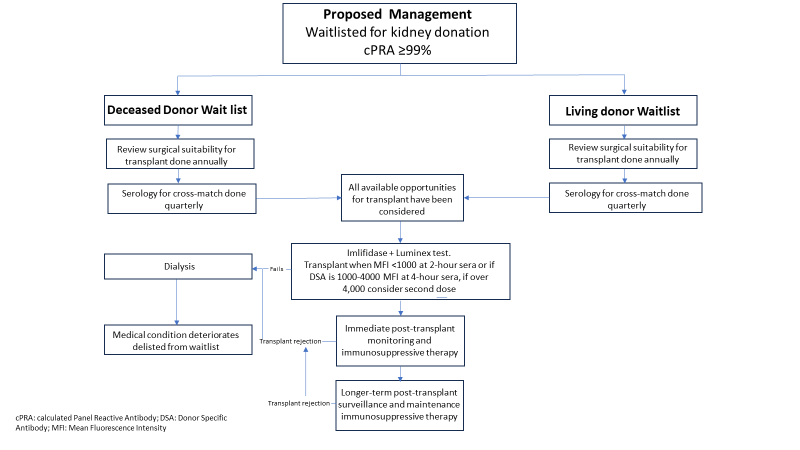 Proposed Management
Waitlisted for kidney donation
cPRA ≥99%
Deceased Donor Wait list
Living donor Waitlist
Review surgical suitability for
transplant done annually
Review surgical suitability for
transplant done annually
Serology for cross-match done
quarterly
All available opportunities
for transplant have been
considered
Serology for cross-match done
quarterly
Imlifidase + Luminex test.
Transplant when MFI <1000 at 2-hour sera or if
DSA is 1000-4000 MFI at 4-hour sera, if over
4,000 consider second dose
Fails
Dialysis
Medical condition deteriorates
delisted from waitlist
Immediate post-transplant
monitoring and
immunosuppressive therapy
Transplant rejection
Longer-term post-transplant
surveillance and maintenance
immunosuppressive therapy
Transplant rejection
cPRA: calculated Panel Reactive Antibody; DSA: Donor Specific
Antibody; MFI: Mean Fluorescence Intensity